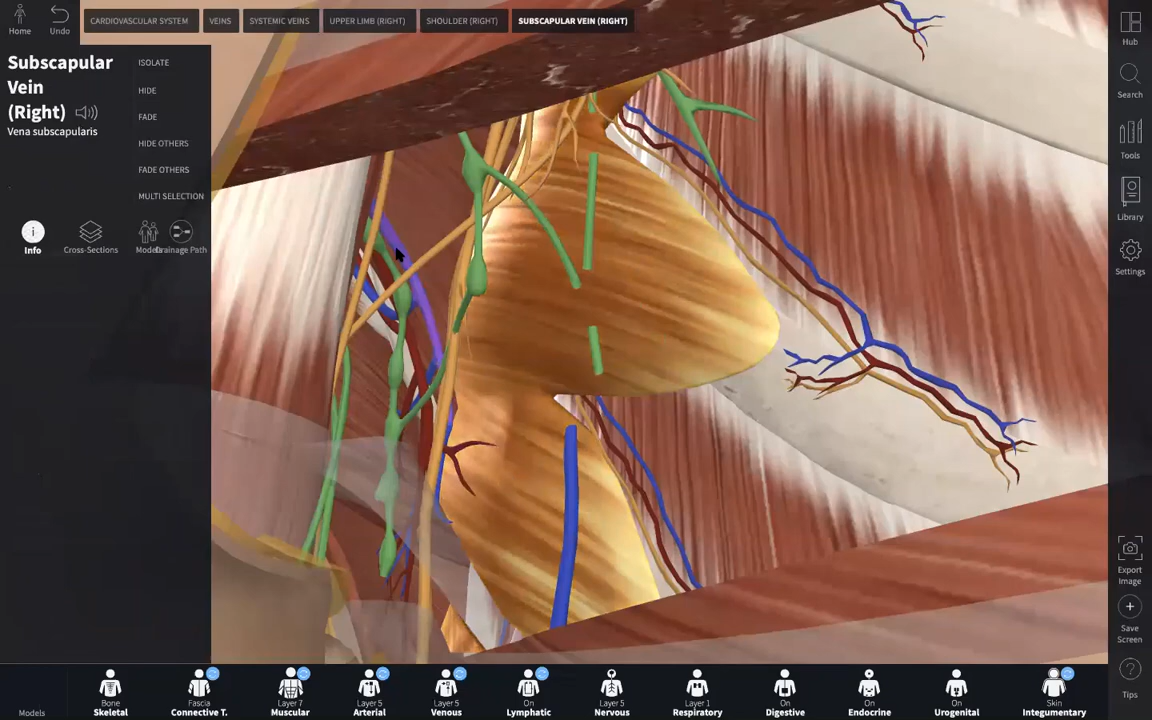 Home
Undo
CARDIOVASCULAR SYSTEM
VEINS
SYSTEMIC VEINS
UPPER LIMB (RIGHT)
SHOULDER (RIGHT)
SUBSCAPULAR VEIN (RIGHT)
Subscapular
Vein
(Right)
Vena subscapularis
ISOLATE
HIDE
FADE
HIDE OTHERS
FADE OTHERS
MULTI SELECTION
Info
Cross-Sections
Models
Drainage Path
Hub
Search
Tools
Library
Settings
Export
Image
Save
Screen
Tips
Models
Bone
Skeletal
Fascia
Connective T.
Layer 7
Muscular
Layer 5
Arterial
Layer 5
Venous
On
Lymphatic
Layer 5
Nervous
Layer 1
Respiratory
On
Digestive
On
Endocrine
On
Urogenital
Skin
Integumentary